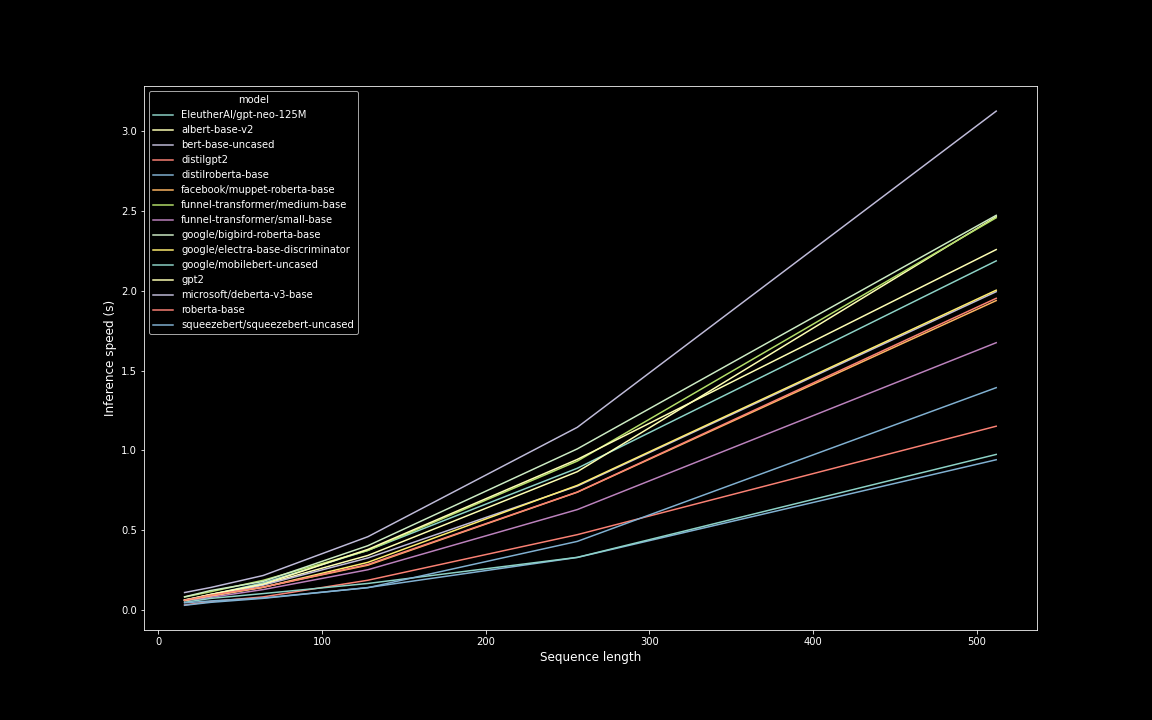 model
EleutherAI/gpt-neo-125M
albert-base-v2
bert-base-uncased
distilgpt2
distilroberta-base
facebook/muppet-roberta-base
funnel-transformer/medium-base
funnel-transformer/small-base
google/bigbird-roberta-base
google/electra-base-discriminator
google/mobilebert-uncased
gpt2
microsoft/deberta-v3-base
roberta-base
squeezebert/squeezebert-uncased
Inference speed (s)
3.0
2.5
2.0
1.5
1.0
0.5
0.0
0 100 200 300 400 500
Sequence length